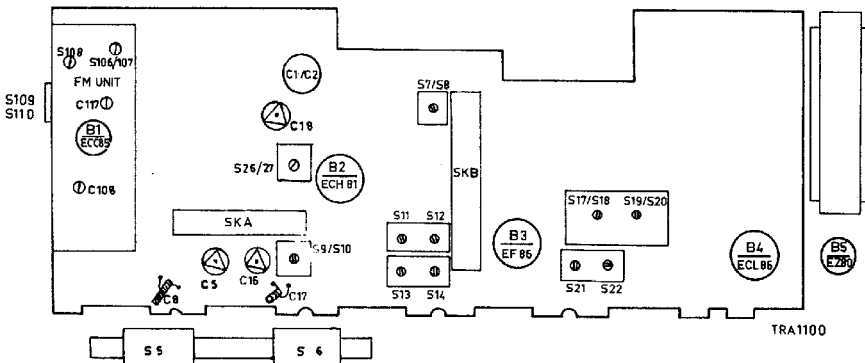 S108
S106/107
FM UNIT
S109
S110
C117
B1
ECC85
C108
C1/C2
C18
S26/27
B2
ECH 81
SKA
C5
C16
S9/S10
C8
C17
S5
S6
S7/S8
SKB
S11
S12
S13
S14
B3
EF 86
S17/S18
S19/S20
S21
S22
B4
ECL86
B5
EZ80
TRA1100